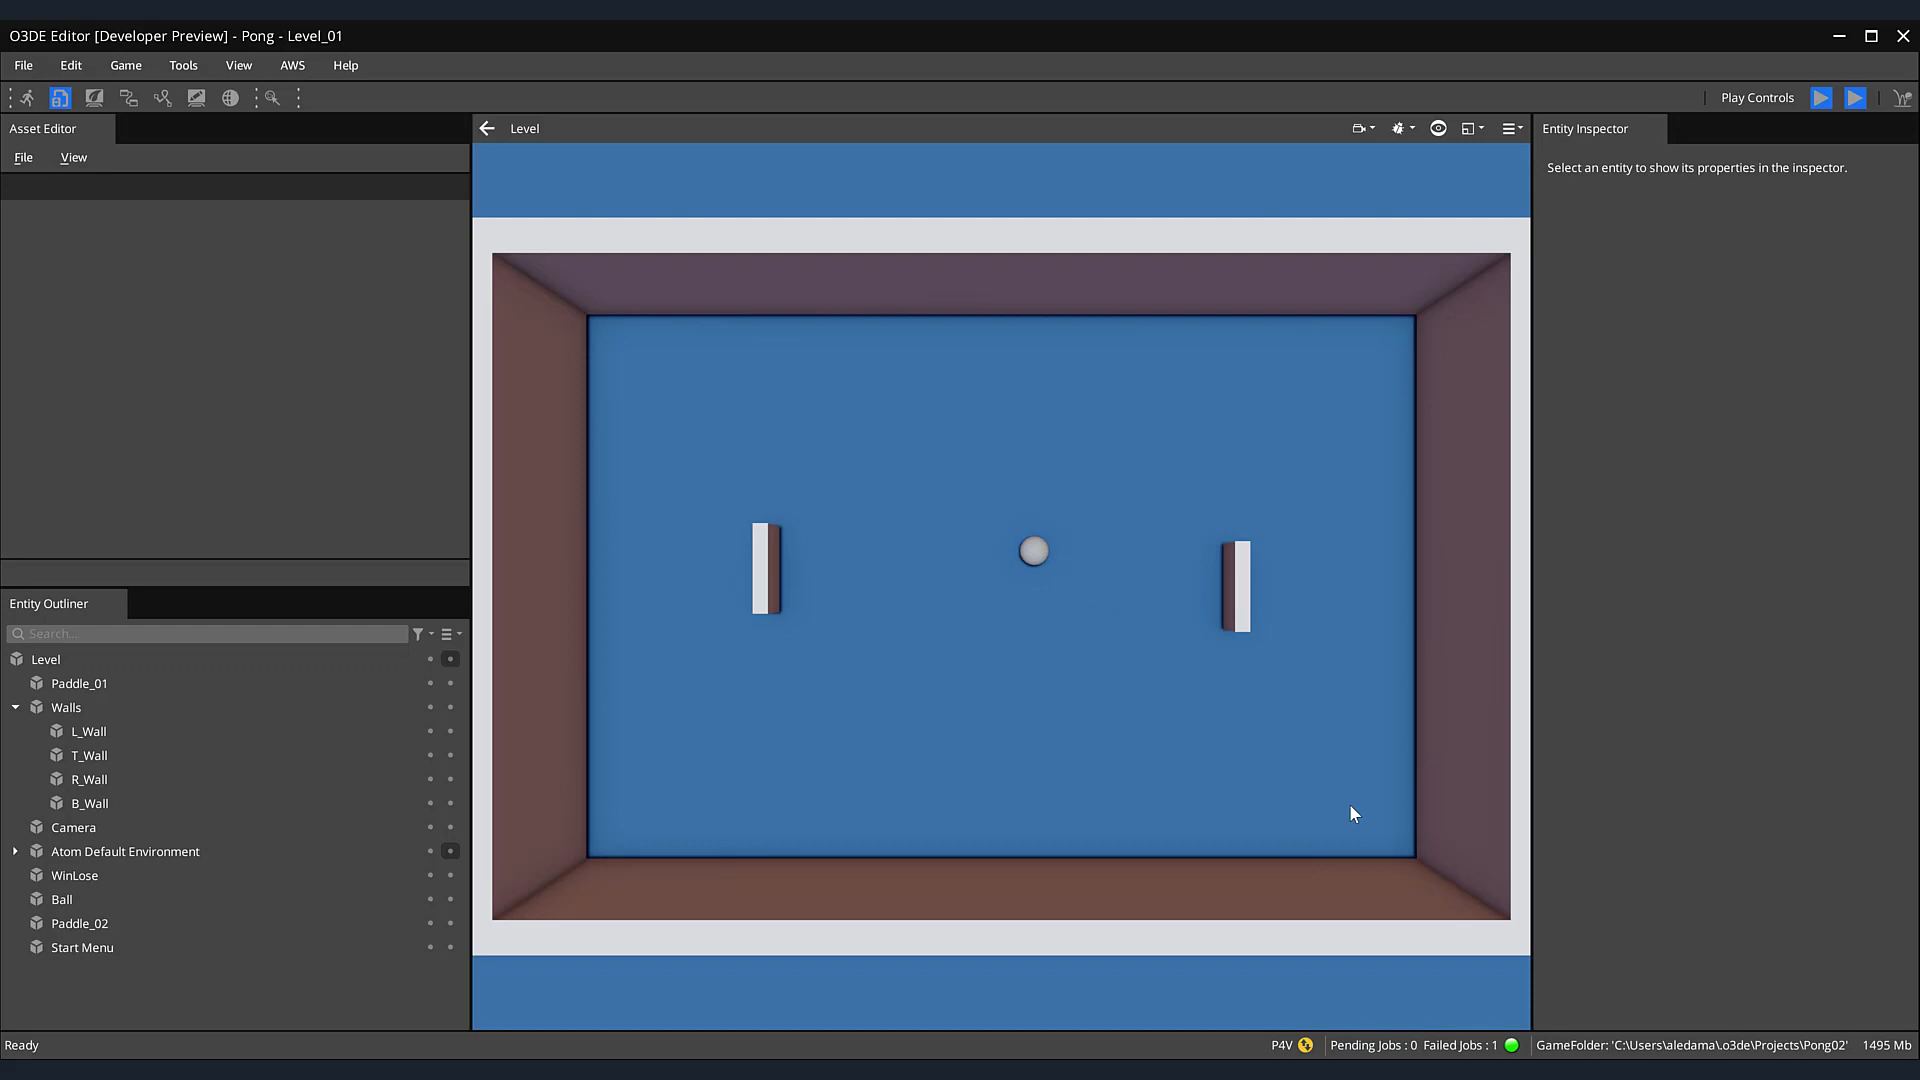 O3DE Editor [Developer Preview] - Pong - Level_01
File Edit Game Tools View AWS Help
Play Controls
Asset Editor
File View
Level
Entity Inspector
Select an entity to show its properties in the inspector.
Entity Outliner
Search...
Level
Paddle_01
Walls
L_Wall
T_Wall
R_Wall
B_Wall
Camera
Atom Default Environment
WinLose
Ball
Paddle_02
Start Menu
Ready
P4V
Pending Jobs : 0 Failed Jobs : 1
GameFolder: 'C:\Users\aledama\.o3de\Projects\Pong02'
1495 Mb